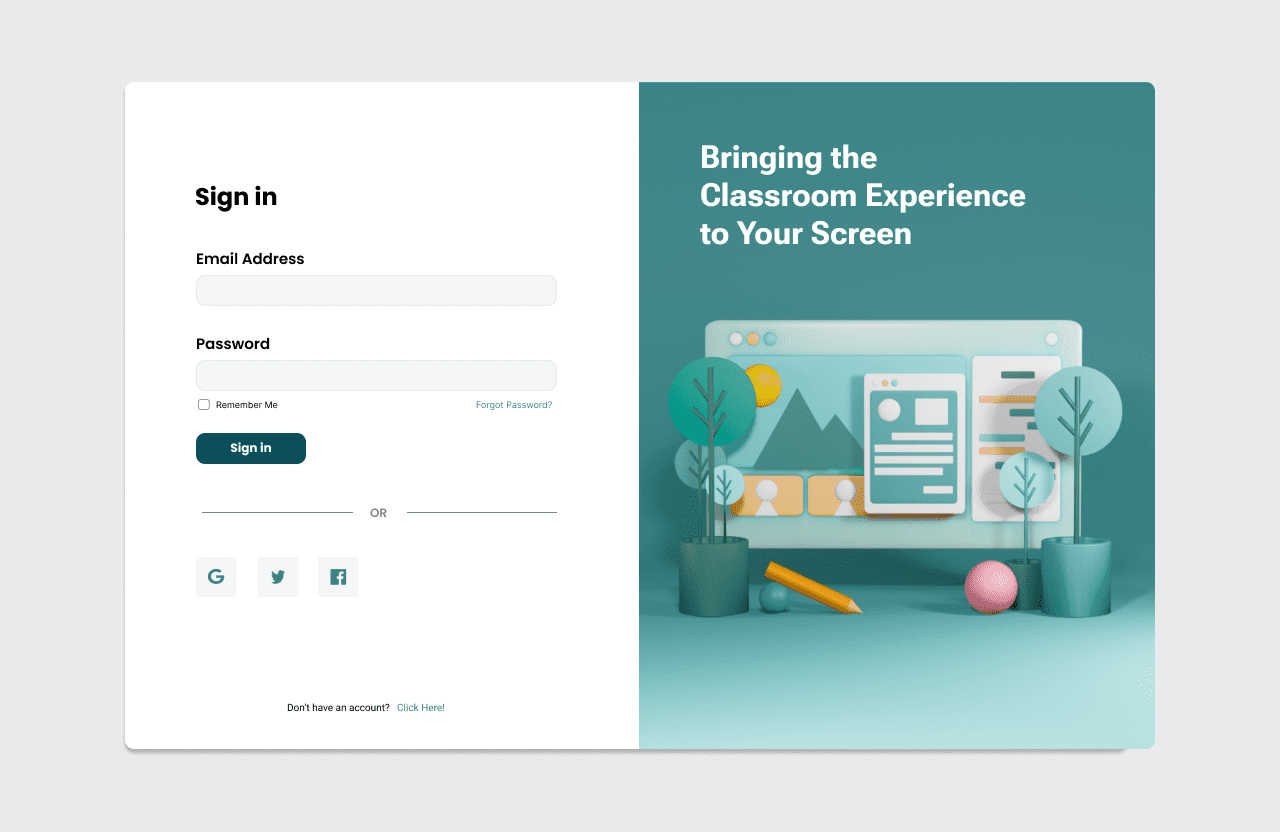 Sign in
Email Address
Password
Remember Me
Forgot Password?
Sign in
OR
Don't have an account? Click Here!
Bringing the
Classroom Experience
to Your Screen